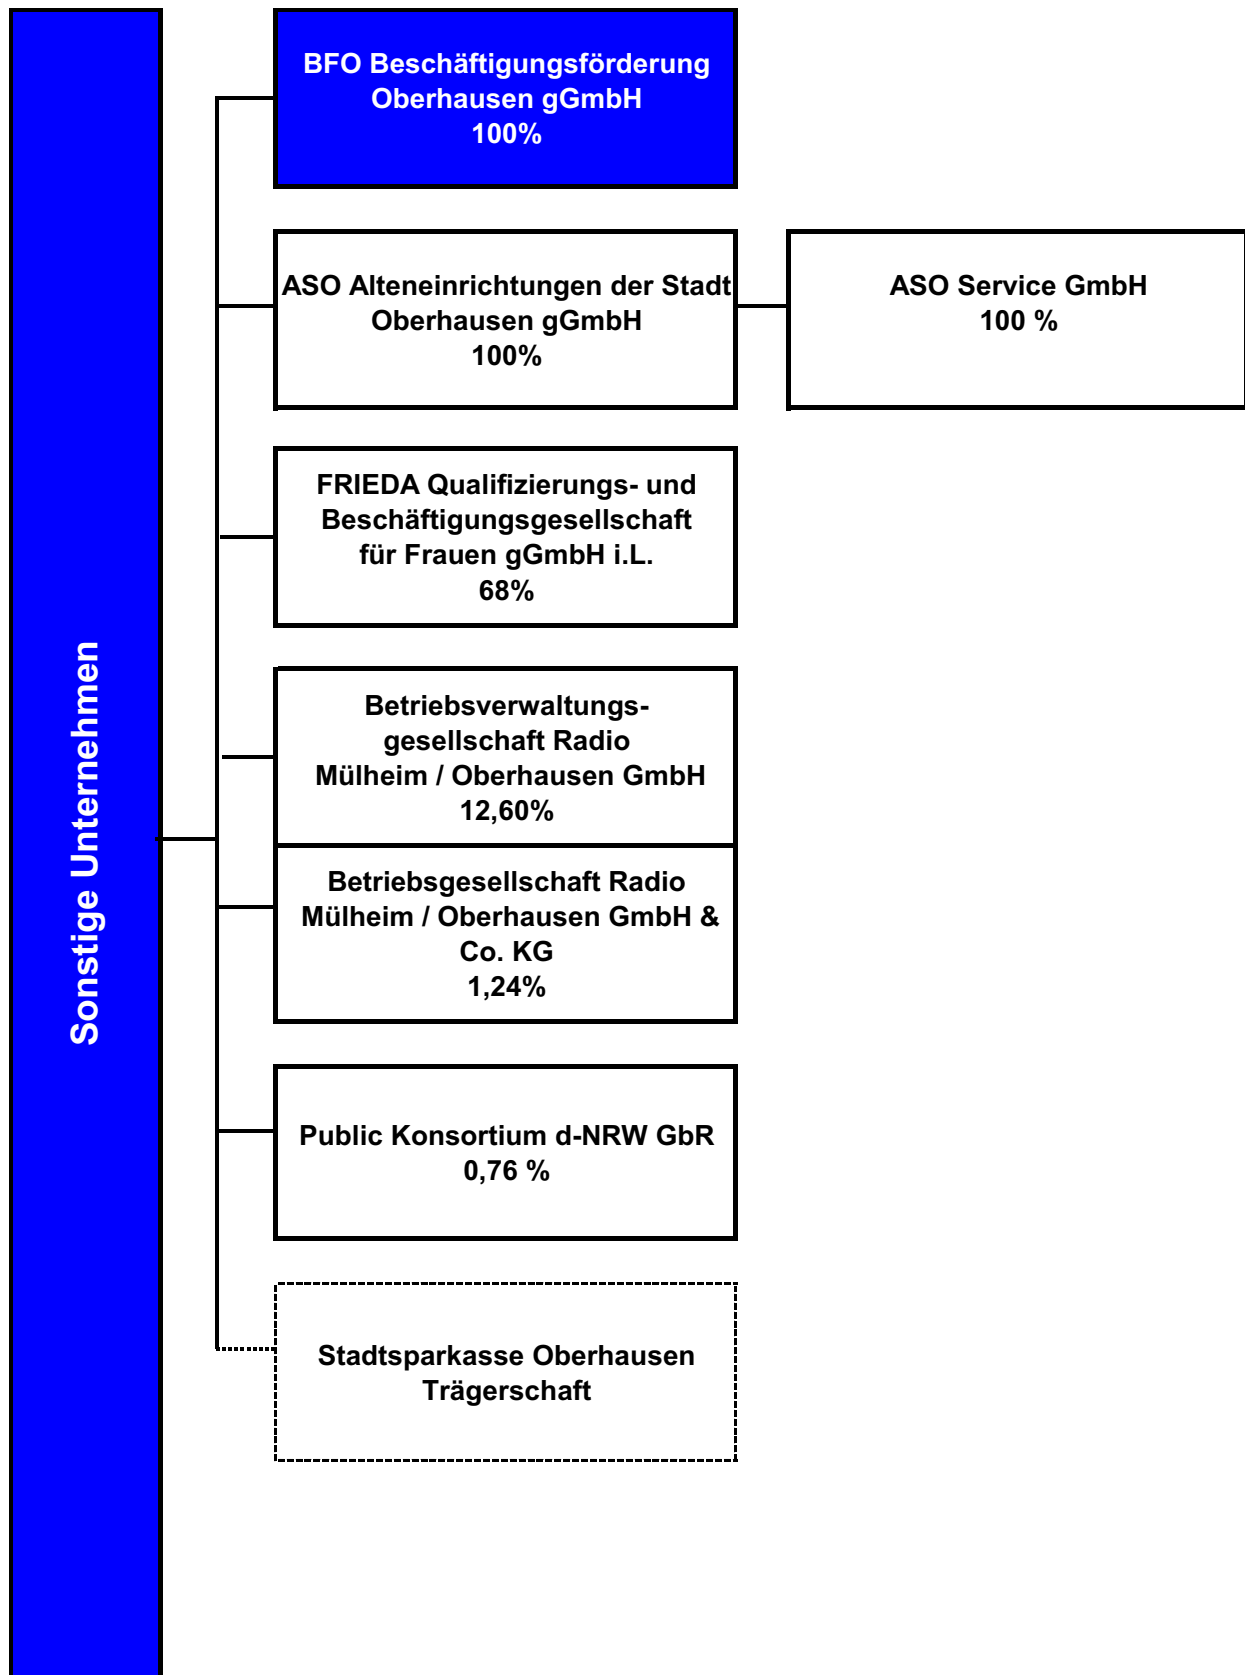 Sonstige Unternehmen
BFO Beschäftigungsförderung
Oberhausen gGmbH
100%
ASO Alteneinrichtungen der Stadt
Oberhausen gGmbH
100%
ASO Service GmbH
100 %
FRIEDA Qualifizierungs- und
Beschäftigungsgesellschaft
für Frauen gGmbH i.L.
68%
Betriebsverwaltungs-
gesellschaft Radio
Mülheim / Oberhausen GmbH
12,60%
Betriebsgesellschaft Radio
Mülheim / Oberhausen GmbH &
Co. KG
1,24%
Public Konsortium d-NRW GbR
0,76 %
Stadtsparkasse Oberhausen
Trägerschaft